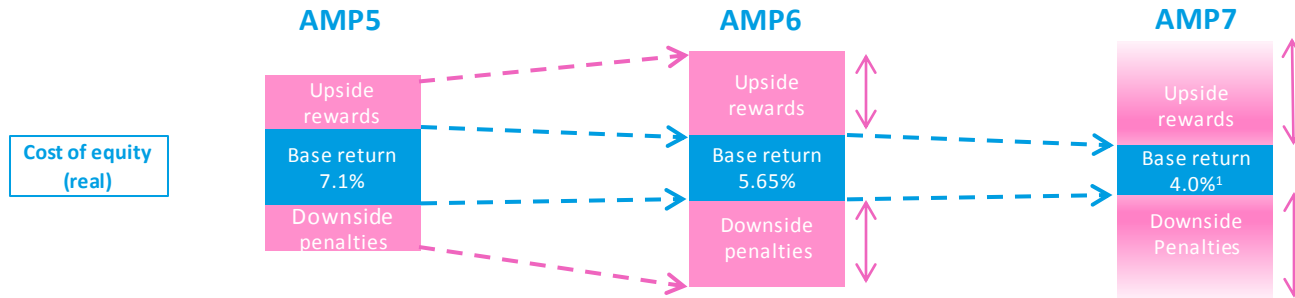 AMP5
AMP6
AMP7
Cost of equity
(real)
Upside
rewards
Base return
7.1%
Downside
penalties
Upside
rewards
Base return
5.65%
Downside
penalties
Upside
rewards
Base return
4.0%¹
Downside
Penalties